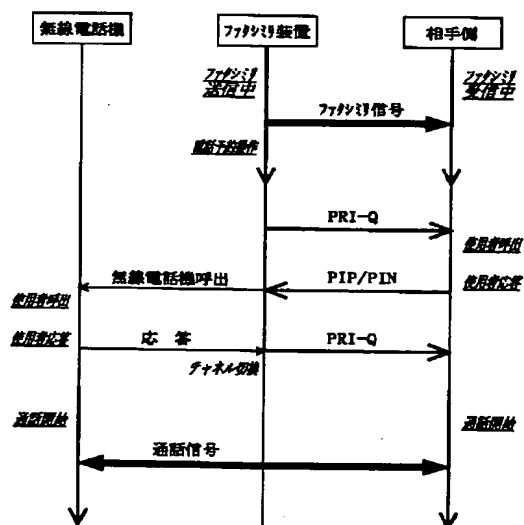 無線電話機
ファクシミリ装置
相手側
ファクシミリ
送信中
ファクシミリ
受信中
ファクシミリ信号
電話予約操作
PRI-Q
使用者呼出
無線電話機呼出
PIP/PIN
使用者呼出
使用者応答
使用者応答
応 答
PRI-Q
チャネル切換
通話開始
通話開始
通話信号